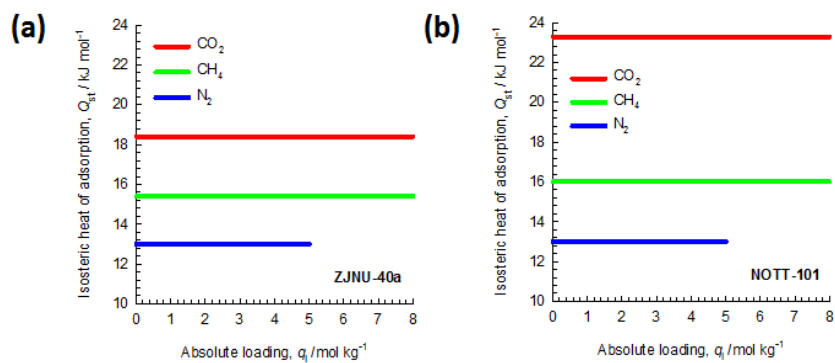 (a)
Isosteric heat of adsorption, Qst / kJ mol⁻¹
24
22
20
18
16
14
12
10
CO₂
CH₄
N₂
ZJNU-40a
0 1 2 3 4 5 6 7 8
Absolute loading, qi /mol kg⁻¹
(b)
Isosteric heat of adsorption, Qst / kJ mol⁻¹
24
22
20
18
16
14
12
10
CO₂
CH₄
N₂
NOTT-101
0 1 2 3 4 5 6 7 8
Absolute loading, qi /mol kg⁻¹